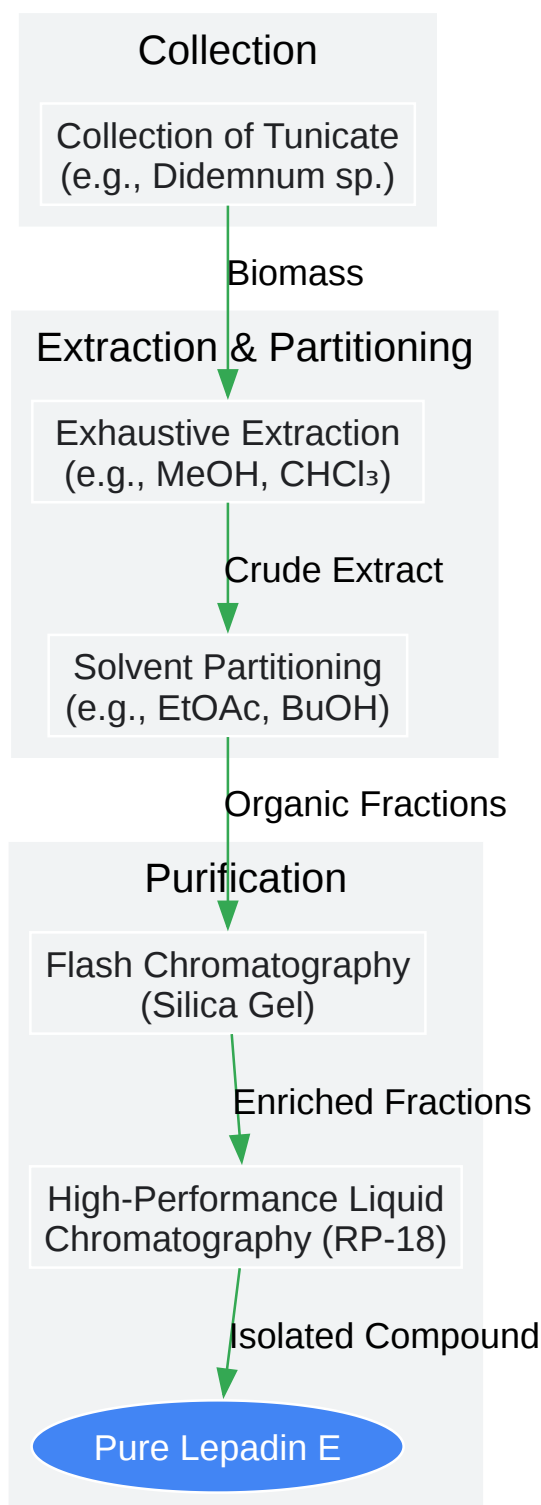 Collection
Collection of Tunicate
(e.g., Didemnum sp.)
Biomass
Extraction & Partitioning
Exhaustive Extraction
(e.g., MeOH, CHCl₃)
Crude Extract
Solvent Partitioning
(e.g., EtOAc, BuOH)
Organic Fractions
Purification
Flash Chromatography
(Silica Gel)
Enriched Fractions
High-Performance Liquid
Chromatography (RP-18)
Isolated Compound
Pure Lepadin E